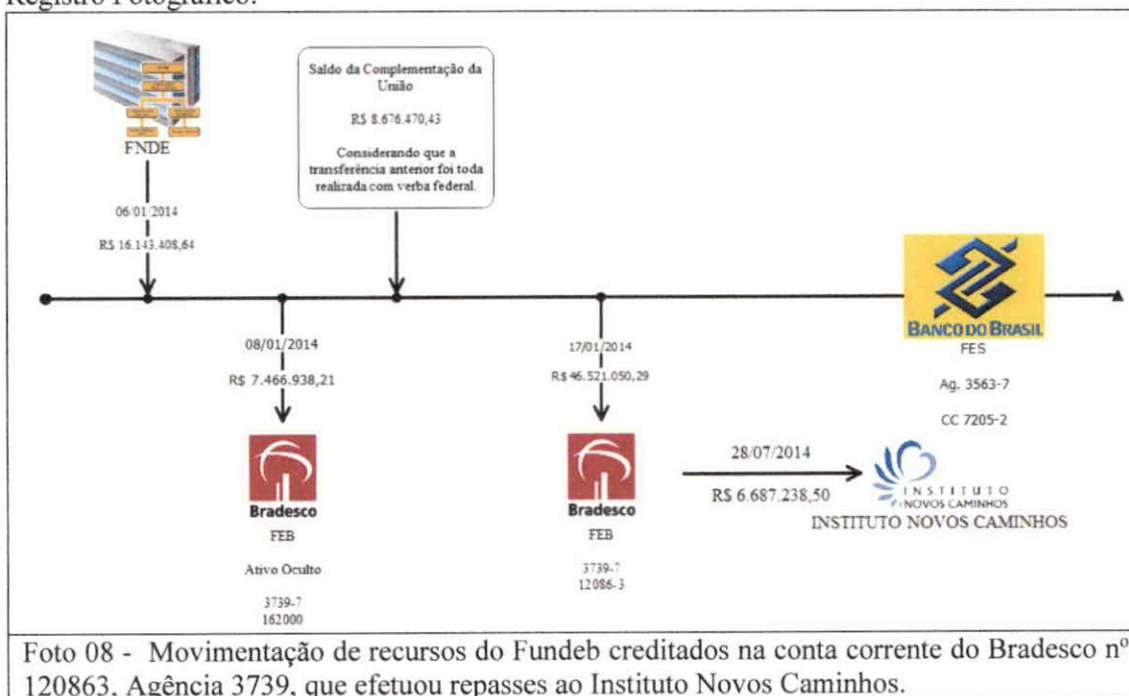 Registro Fotográfico:
FNDE
06/01/2014
R$ 16.143.408,64
Saldo da Complementação da
União
R$ 8.676.470,43
Considerando que a
transferência anterior foi toda
realizada com verba federal.
BANCO DO BRASIL
FES
Ag. 3563-7
CC 7205-2
08/01/2014
R$ 7.466.938,21
Bradesco
FEB
Ativo Oculto
3739-7
162000
17/01/2014
R$ 46.521.050,29
Bradesco
FEB
3739-7
12086-3
28/07/2014
R$ 6.687.238,50
INSTITUTO
NOVOS CAMINHOS
INSTITUTO NOVOS CAMINHOS
Foto 08 - Movimentação de recursos do Fundeb creditados na conta corrente do Bradesco nº
120863, Agência 3739, que efetuou repasses ao Instituto Novos Caminhos.